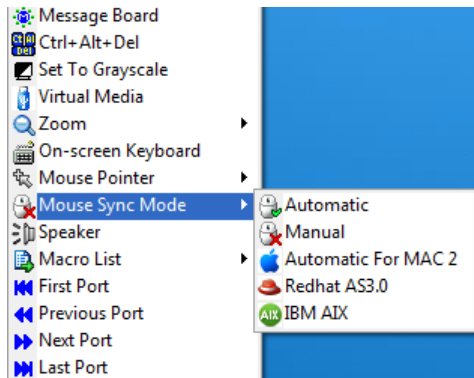 Message Board
Ctrl+Alt+Del
Set To Grayscale
Virtual Media
Zoom
On-screen Keyboard
Mouse Pointer
Mouse Sync Mode
Speaker
Macro List
First Port
Previous Port
Next Port
Last Port
Automatic
Manual
Automatic For MAC 2
Redhat AS3.0
AIX IBM AIX